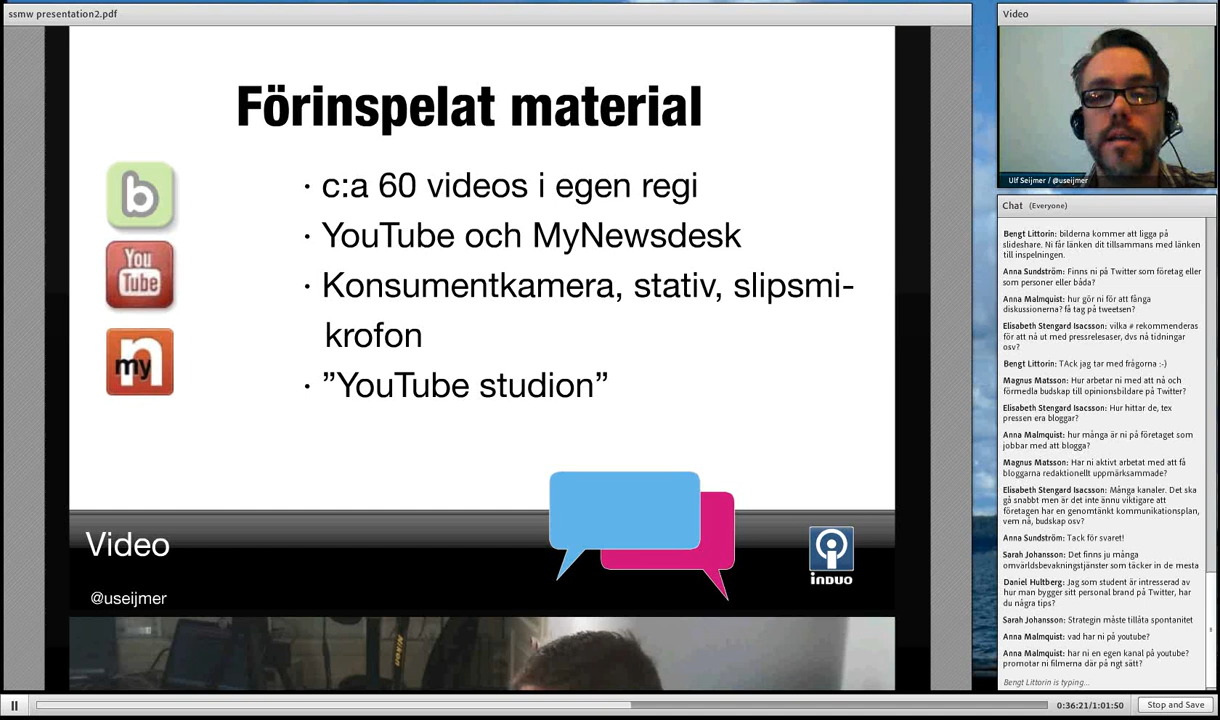 ssmw presentation2.pdf
Förinspelat material
b
· c:a 60 videos i egen regi
You
Tube
· YouTube och MyNewsdesk
· Konsumentkamera, stativ, slipsmi-
krofon
my n
· ”YouTube studion”
Video
@useijmer
INDUO
Nikon
Video
Ulf Seijmer / @useijmer
Chat (Everyone)
Bengt Littorin: bilderna kommer att ligga på
slideshare. Ni får länken dit tillsammans med länken
till inspelningen.
Anna Sundström: Finns ni på Twitter som företag eller
som personer eller båda?
Anna Malmquist: hur gör ni för att fånga
diskussionerna? få tag på tweetsen?
Elisabeth Stengard Isacsson: vilka # rekommenderas
för att nå ut med pressrelesaser, dvs nå tidningar
osv?
Bengt Littorin: TAck jag tar med frågorna :-)
Magnus Matsson: Hur arbetar ni med att nå och
förmedla budskap till opinionsbildare på Twitter?
Elisabeth Stengard Isacsson: Hur hittar de, tex
pressen era bloggar?
Anna Malmquist: hur många är ni på företaget som
jobbar med att blogga?
Magnus Matsson: Har ni aktivt arbetat med att få
bloggarna redaktionellt uppmärksammade?
Elisabeth Stengard Isacsson: Många kanaler. Det ska
gå snabbt men är det inte ännu viktigare att
företagen har en genomtänkt kommunikationsplan,
vem nå, budskap osv?
Anna Sundström: Tack för svaret!
Sarah Johansson: Det finns ju många
omvärldsbevakningstjänster som täcker in de mesta
Daniel Hultberg: Jag som student är intresserad av
hur man bygger sitt personal brand på Twitter, har
du några tips?
Sarah Johansson: Strategin måste tillåta spontanitet
Anna Malmquist: vad har ni på youtube?
Anna Malmquist: har ni en egen kanal på youtube?
promotar ni filmerna där på ngt sätt?
Bengt Littorin is typing...
0:36:21/1:01:50
Stop and Save